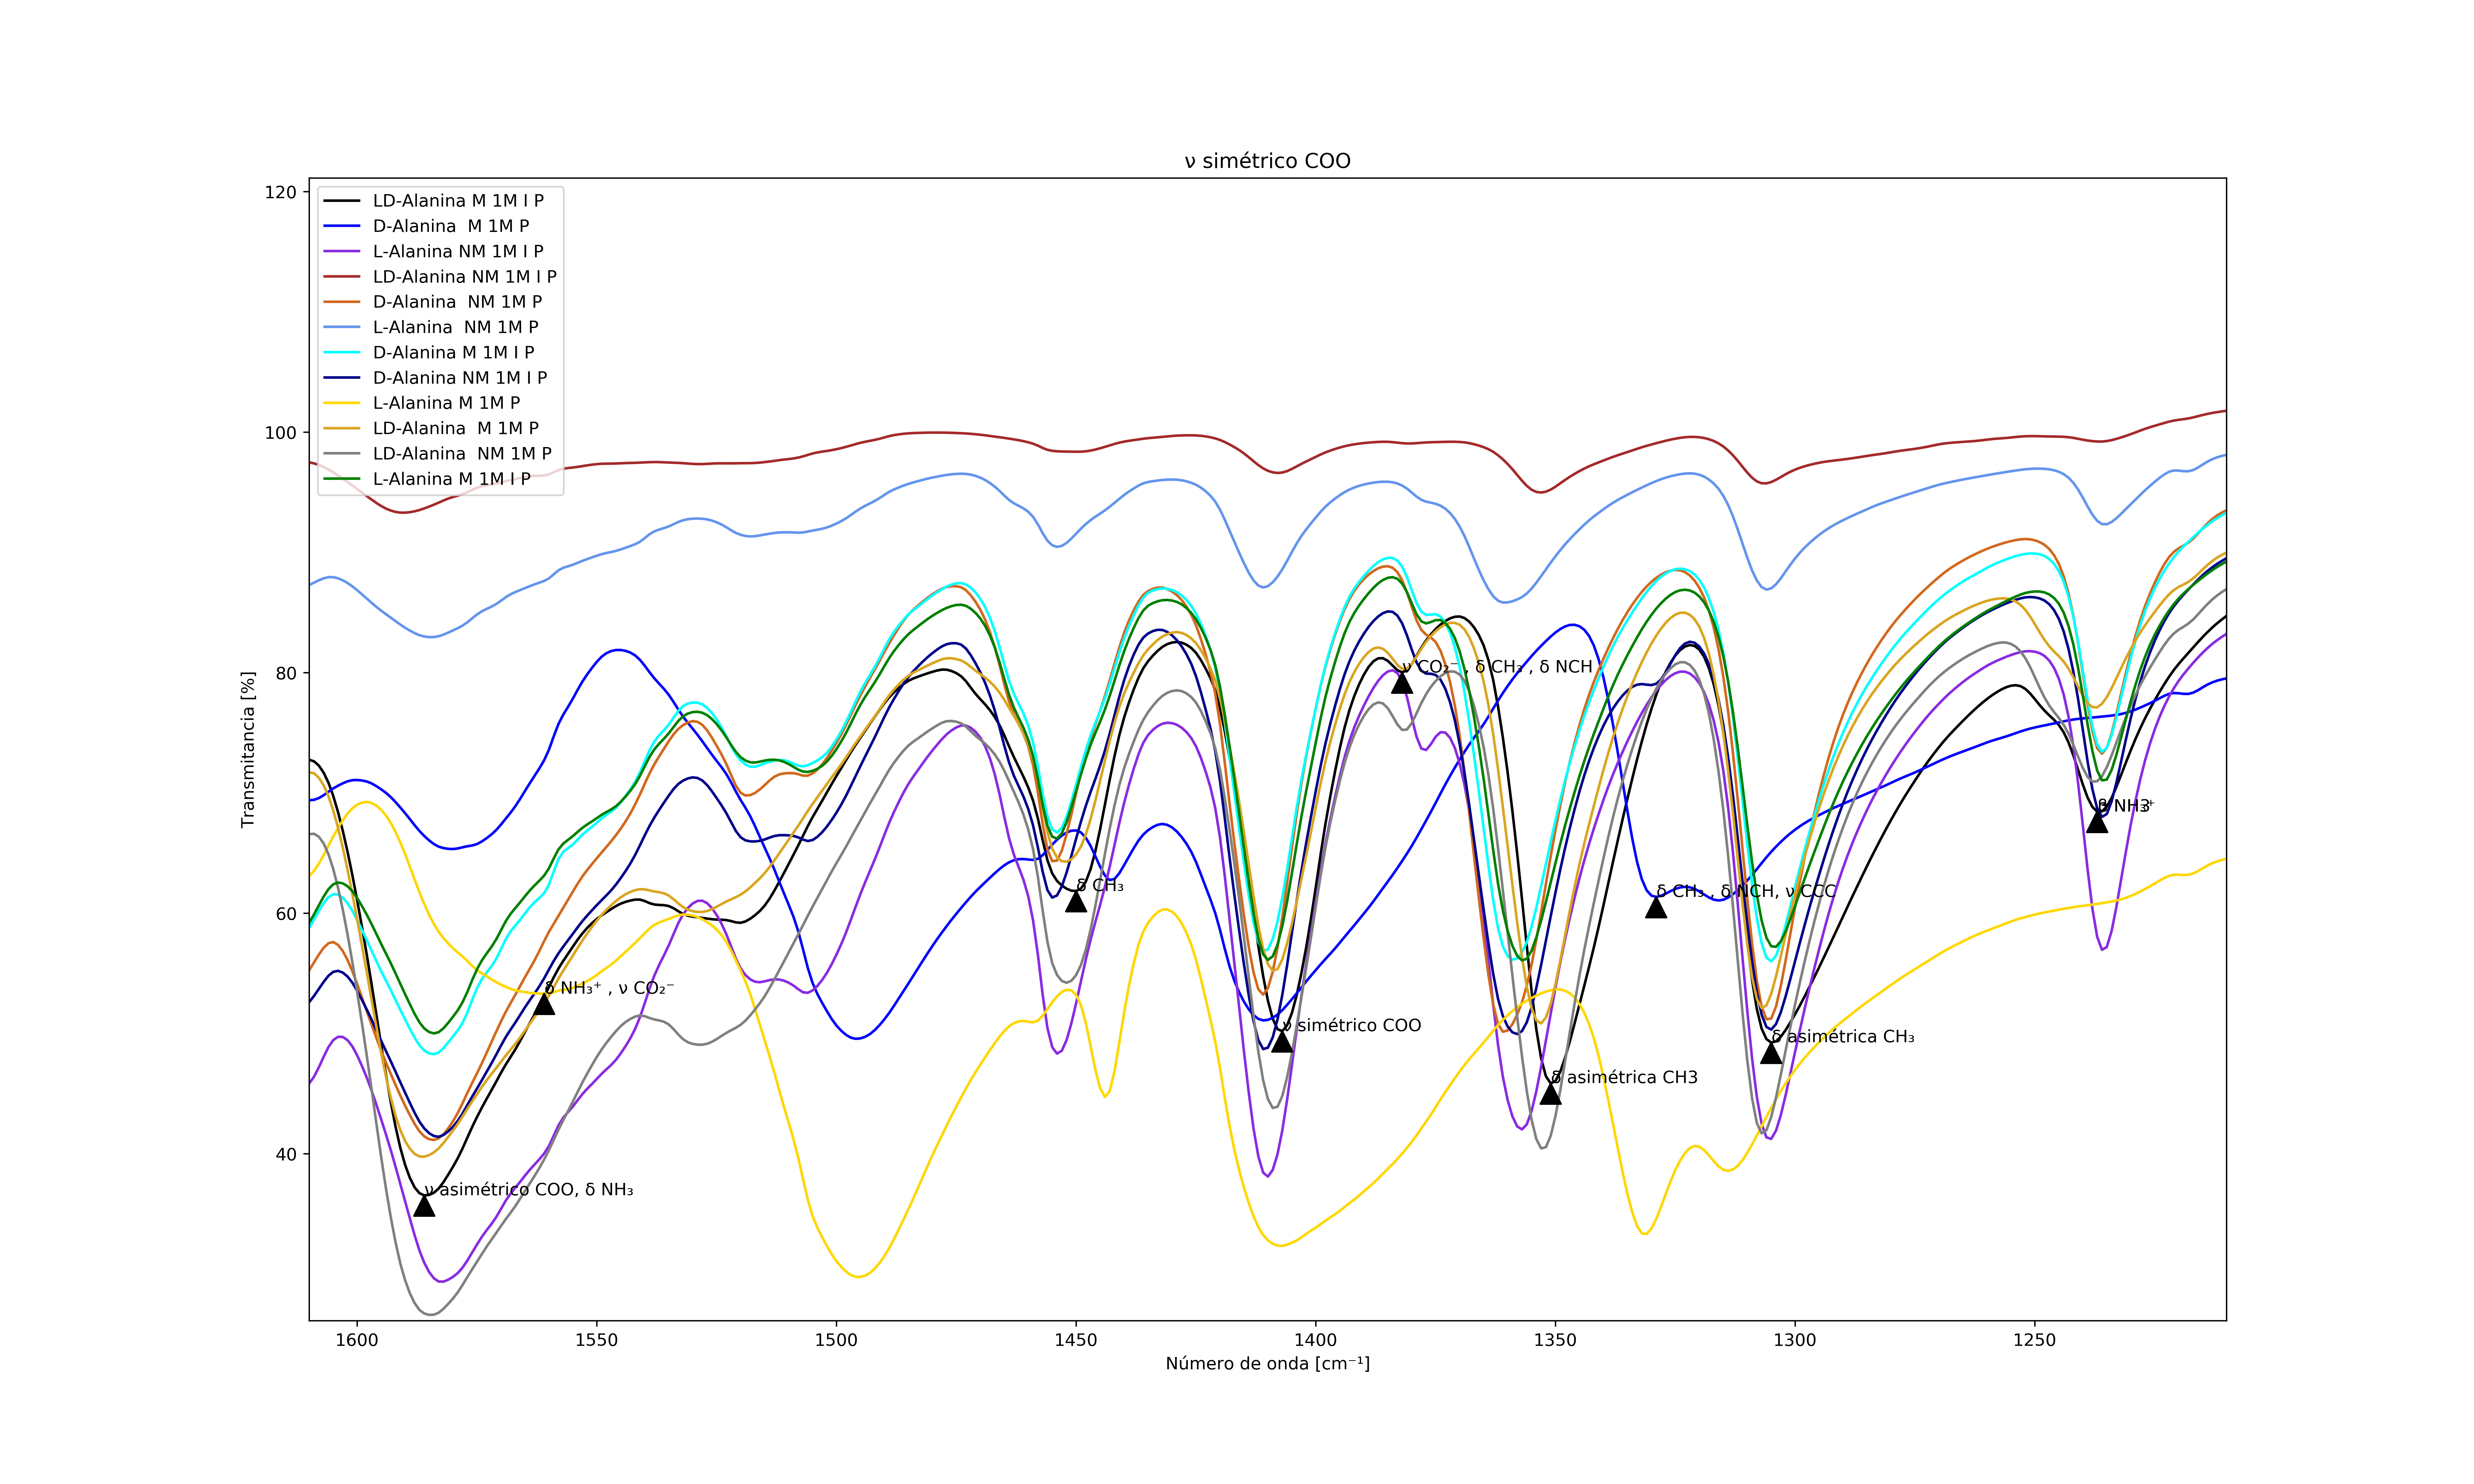 ν simétrico COO
120
100
80
60
40
Transmitancia [%]
LD-Alanina M 1M I P
D-Alanina  M 1M P
L-Alanina NM 1M I P
LD-Alanina NM 1M I P
D-Alanina  NM 1M P
L-Alanina  NM 1M P
D-Alanina M 1M I P
D-Alanina NM 1M I P
L-Alanina M 1M P
LD-Alanina  M 1M P
LD-Alanina  NM 1M P
L-Alanina M 1M I P
ν CO₂⁻ , δ CH₃ , δ NCH
δ CH₃
δ CH₃ , δ NCH, ν CCC
δ NH₃⁺ , ν CO₂⁻
ν simétrico COO
δ asimétrica CH₃
δ asimétrica CH3
ν asimétrico COO, δ NH₃
1600 1550 1500 1450 1400 1350 1300 1250
Número de onda [cm⁻¹]